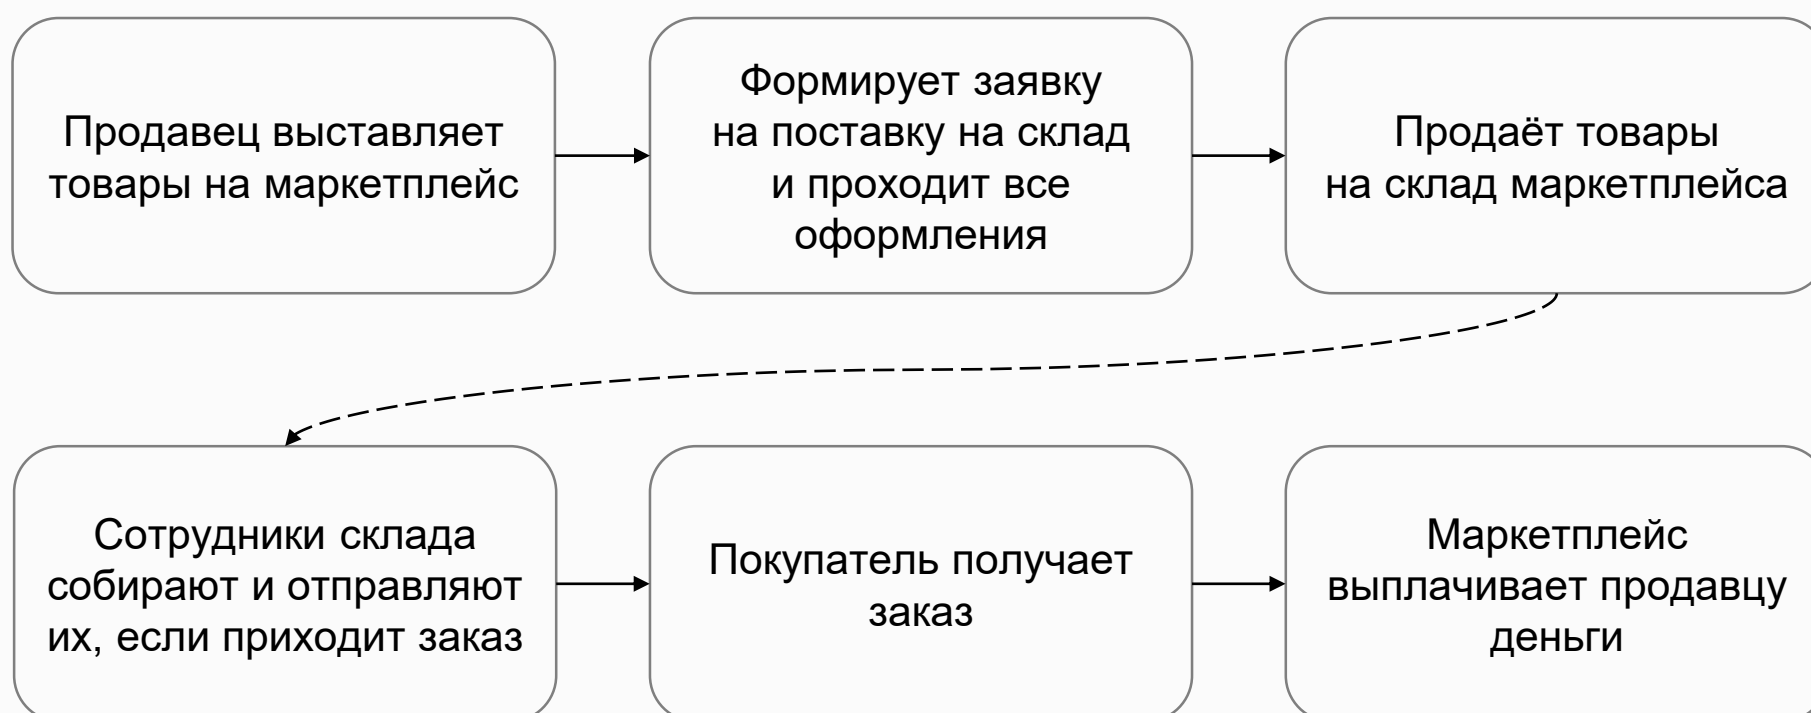 Продавец выставляет
товары на маркетплейс
Формирует заявку
на поставку на склад
и проходит все
оформления
Продаёт товары
на склад маркетплейса
Сотрудники склада
собирают и отправляют
их, если приходит заказ
Покупатель получает
заказ
Маркетплейс
выплачивает продавцу
деньги